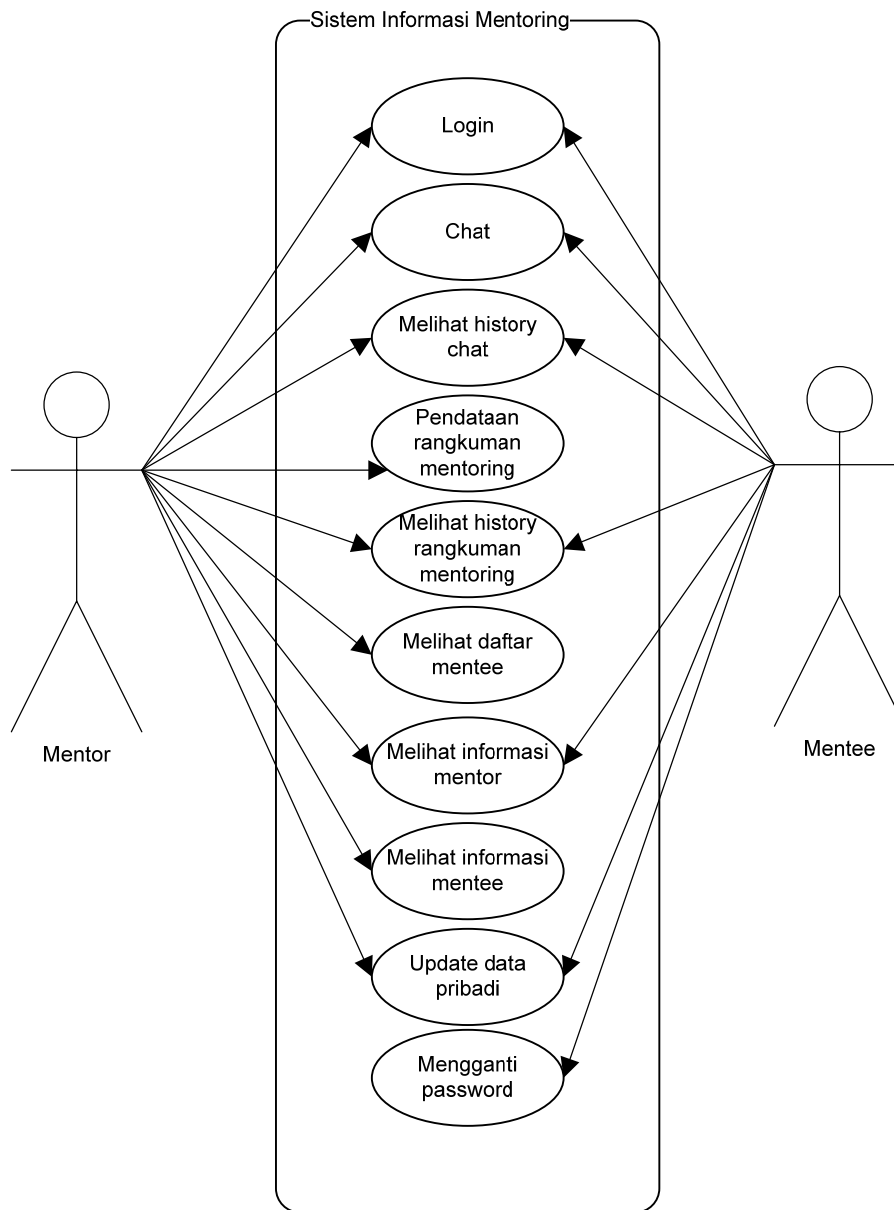 Sistem Informasi Mentoring
Login
Chat
Melihat history
chat
Pendataan
rangkuman
mentoring
Melihat history
rangkuman
mentoring
Melihat daftar
mentee
Mentor
Mentee
Melihat informasi
mentor
Melihat informasi
mentee
Update data
pribadi
Mengganti
password